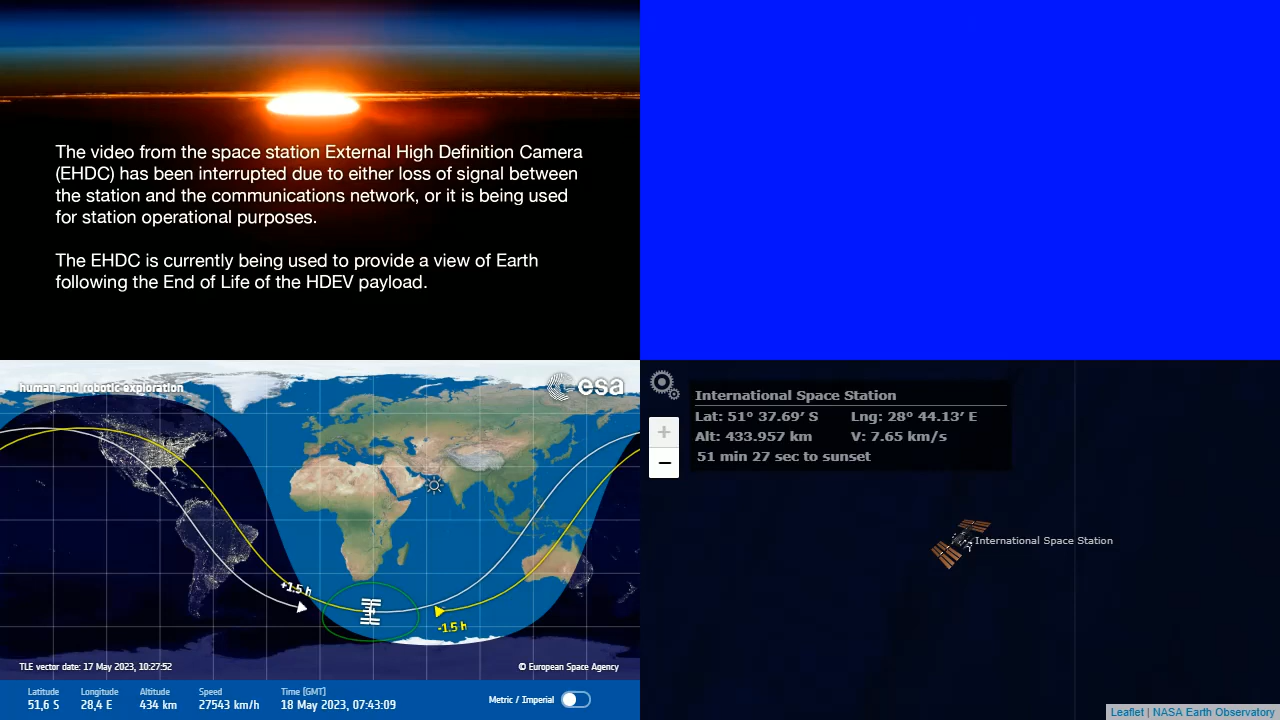 The video from the space station External High Definition Camera
(EHDC) has been interrupted due to either loss of signal between
the station and the communications network, or it is being used
for station operational purposes.
The EHDC is currently being used to provide a view of Earth
following the End of Life of the HDEV payload.
human and robotic exploration
esa
+1.5 h
-1.5 h
TLE vector date: 17 May 2023, 10:27:52
© European Space Agency
Latitude Longitude Altitude Speed Time [GMT]
51,6 S 28,4 E 434 km 27543 km/h 18 May 2023, 07:43:09
Metric / Imperial
+
−
International Space Station
Lat: 51° 37.69′ S Lng: 28° 44.13′ E
Alt: 433.957 km V: 7.65 km/s
51 min 27 sec to sunset
International Space Station
Leaflet | NASA Earth Observatory